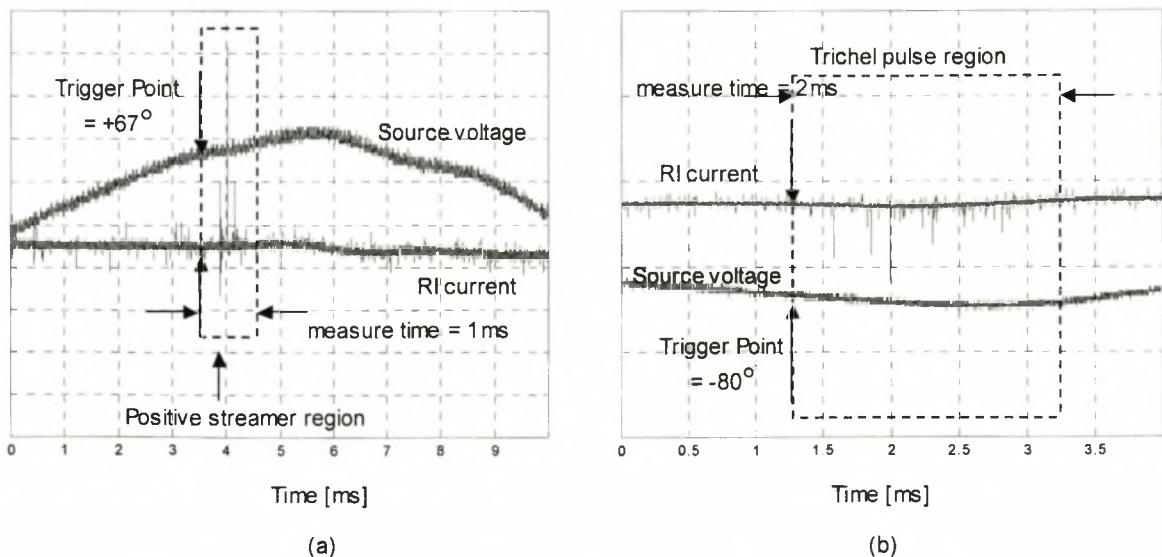 Trigger Point
= +67°
Source voltage
RI current
measure time = 1ms
Positive streamer region
0 1 2 3 4 5 6 7 8 9 10
Time [ms]
(a)
Trichel pulse region
measure time = 2ms
RI current
Source voltage
Trigger Point
= -80°
0 0.5 1 1.5 2 2.5 3 3.5
Time [ms]
(b)